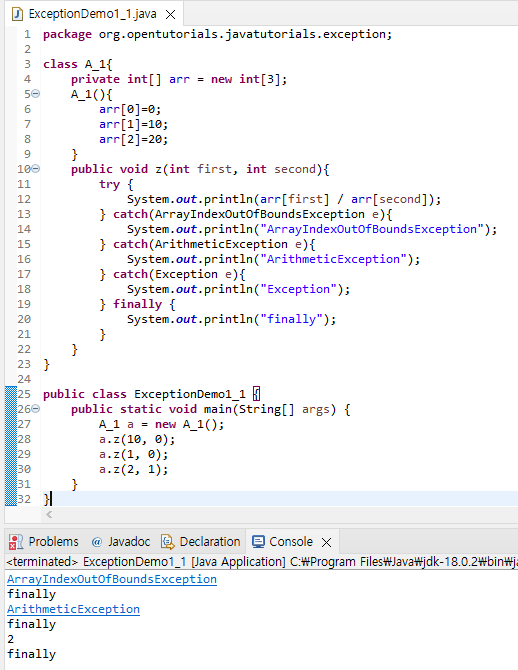 ExceptionDemo1_1.java
1 package org.opentutorials.javatutorials.exception;
2
3 class A_1{
4     private int[] arr = new int[3];
5     A_1(){
6         arr[0]=0;
7         arr[1]=10;
8         arr[2]=20;
9     }
10     public void z(int first, int second){
11         try {
12             System.out.println(arr[first] / arr[second]);
13         } catch(ArrayIndexOutOfBoundsException e){
14             System.out.println("ArrayIndexOutOfBoundsException");
15         } catch(ArithmeticException e){
16             System.out.println("ArithmeticException");
17         } catch(Exception e){
18             System.out.println("Exception");
19         } finally {
20             System.out.println("finally");
21         }
22     }
23 }
24
25 public class ExceptionDemo1_1 {
26     public static void main(String[] args) {
27         A_1 a = new A_1();
28         a.z(10, 0);
29         a.z(1, 0);
30         a.z(2, 1);
31     }
32 }
Problems @ Javadoc Declaration Console
<terminated> ExceptionDemo1_1 [Java Application] C:₩Program Files₩Java₩jdk-18.0.2₩bin₩ja
ArrayIndexOutOfBoundsException
finally
ArithmeticException
finally
2
finally